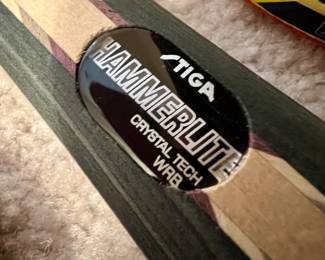 STIGA
HAMMERLITE
CRYSTAL TECH
WRB